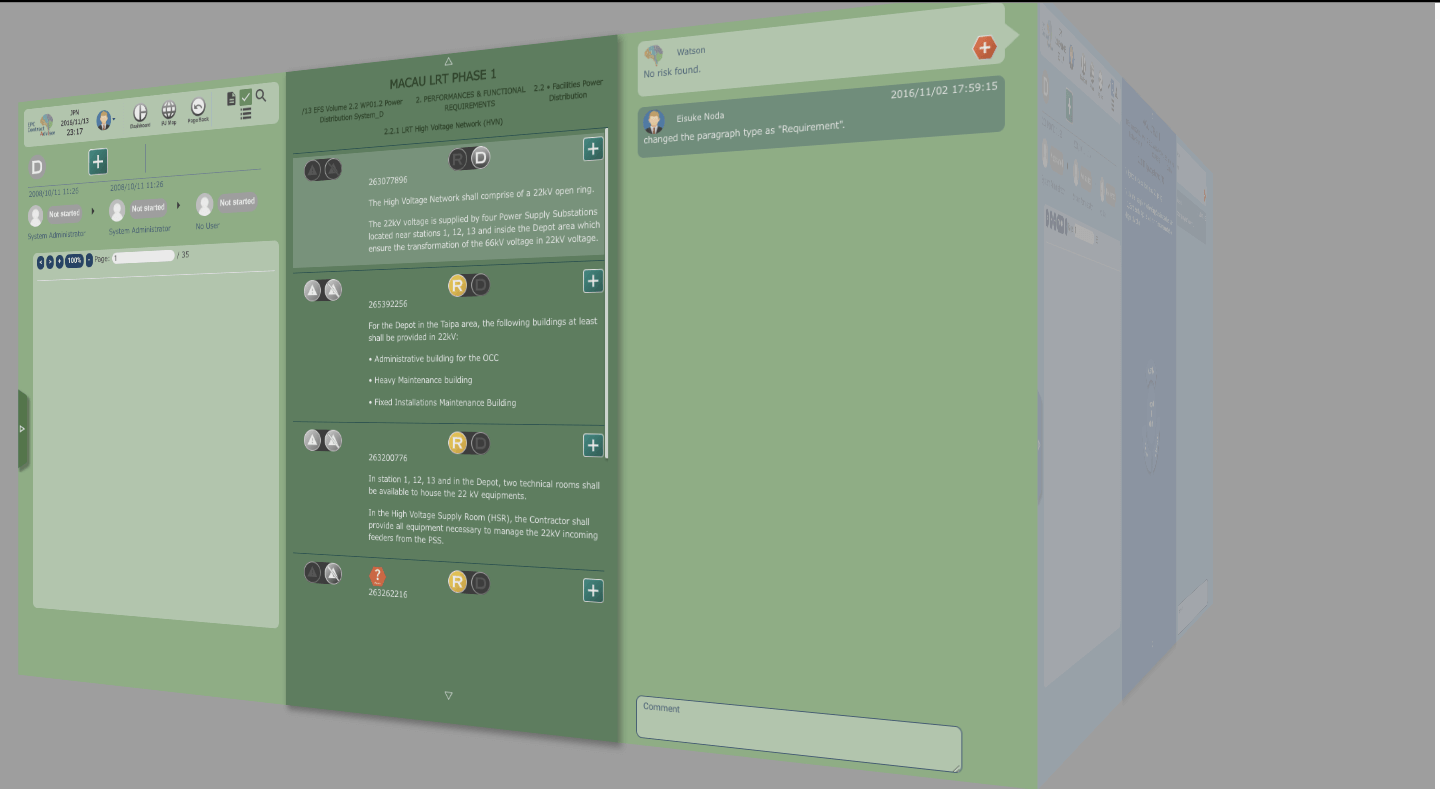 EPC
Contract
Advisor
JPN
2016/11/13
23:17
Dashboard
PJ Map
Page Back
D
+
2008/10/11 11:25
2008/10/11 11:26
Not started
Not started
Not started
System Administrator
System Administrator
No User
100%
Page: 1 / 35
MACAU LRT PHASE 1
r13 EFS Volume 2.2 WP01.2 Power
Distribution System_D
2. PERFORMANCES & FUNCTIONAL
REQUIREMENTS
2.2 • Facilities Power
Distribution
2.2.1 LRT High Voltage Network (HVN)
R D
+
263077896
The High Voltage Network shall comprise of a 22kV open ring.
The 22kV voltage is supplied by four Power Supply Substations
located near stations 1, 12, 13 and inside the Depot area which
ensure the transformation of the 66kV voltage in 22kV voltage.
R D
+
265392256
For the Depot in the Taipa area, the following buildings at least
shall be provided in 22kV:
• Administrative building for the OCC
• Heavy Maintenance building
• Fixed Installations Maintenance Building
R D
+
263200776
In station 1, 12, 13 and in the Depot, two technical rooms shall
be available to house the 22 kV equipments.
In the High Voltage Supply Room (HSR), the Contractor shall
provide all equipment necessary to manage the 22kV incoming
feeders from the PSS.
?
R D
+
263262216
Watson
No risk found.
+
2016/11/02 17:59:15
Eisuke Noda
changed the paragraph type as "Requirement".
Comment